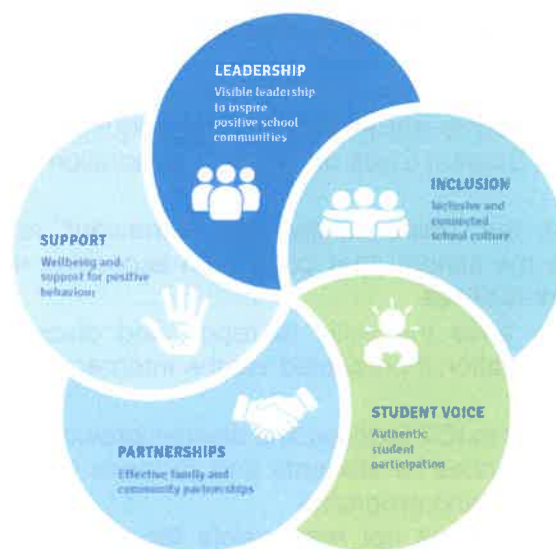 LEADERSHIP
Visible leadership
to inspire
positive school
communities
INCLUSION
Inclusive and
connected
school culture
STUDENT VOICE
Authentic
student
participation
PARTNERSHIPS
Effective family and
community partnerships
SUPPORT
Wellbeing and
support for positive
behaviour